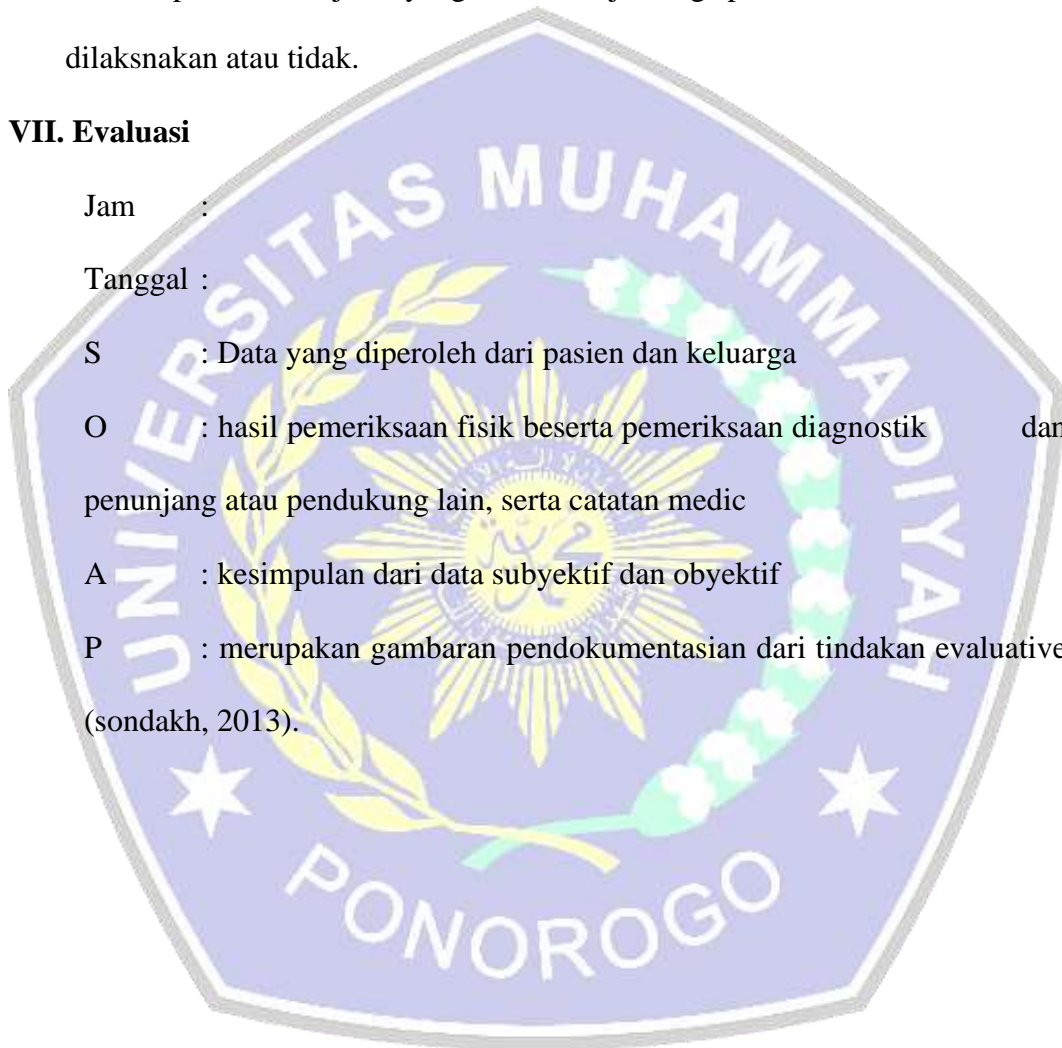 dilaksnakan atau tidak.
VII. Evaluasi
Jam :
Tanggal :
S : Data yang diperoleh dari pasien dan keluarga
O : hasil pemeriksaan fisik beserta pemeriksaan diagnostik dan
penunjang atau pendukung lain, serta catatan medic
A : kesimpulan dari data subyektif dan obyektif
P : merupakan gambaran pendokumentasian dari tindakan evaluative
(sondakh, 2013).
UNIVERSITAS MUHAMMADIYAH
PONOROGO